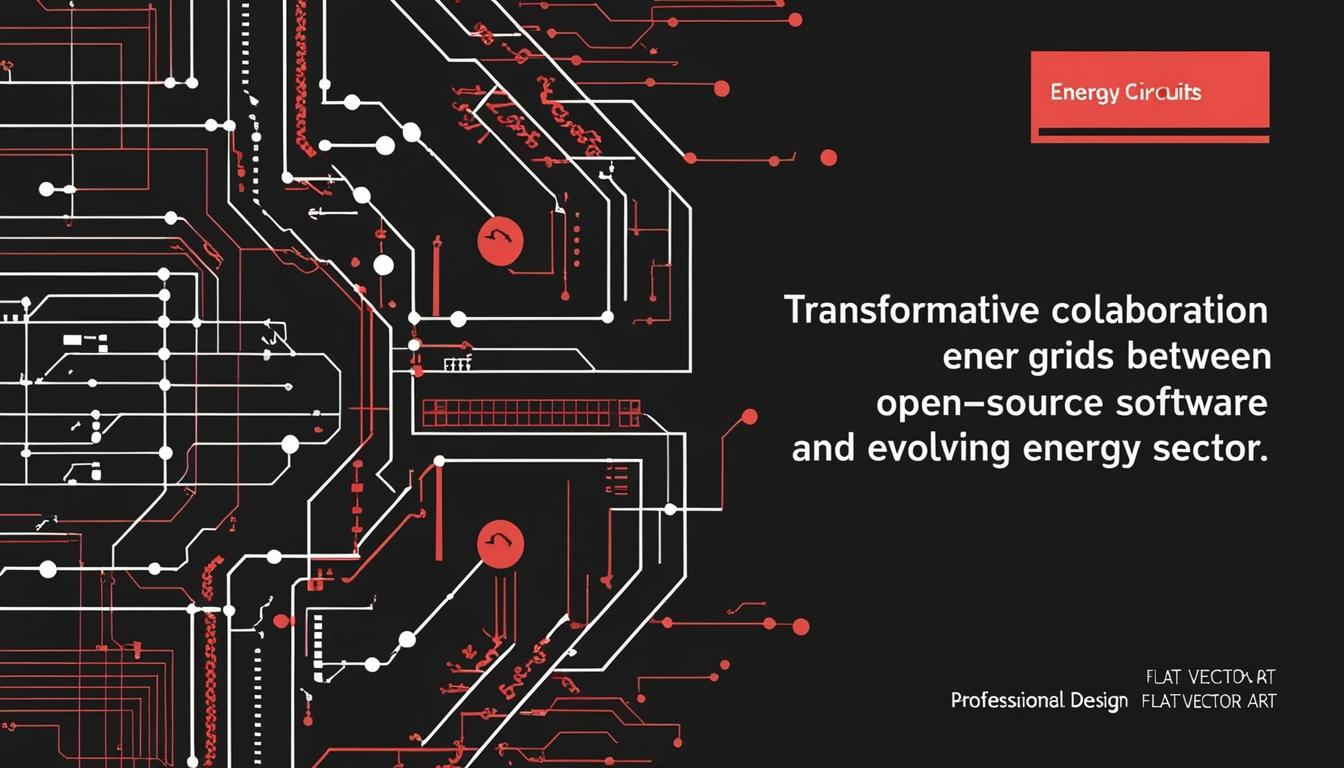 Energy Circuits
Transformative colaboration
ener grids between
open–source software
and evolving energy sector.
FLAT VECTO ART
Professional Design FLATVECTOR ART